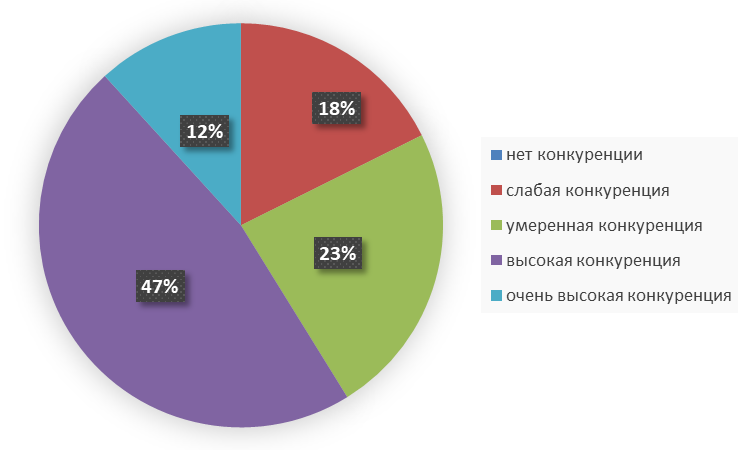 18%
12%
23%
47%
нет конкуренции
слабая конкуренция
умеренная конкуренция
высокая конкуренция
очень высокая конкуренция